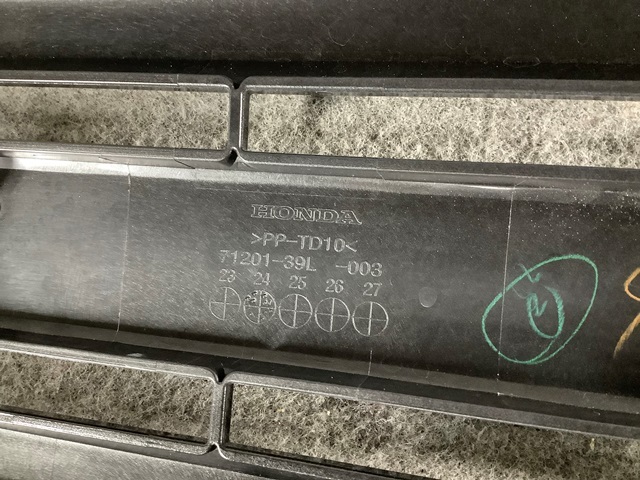 HONDA
>PP-TD10<
71201-39L -003
23 24 25 26 27